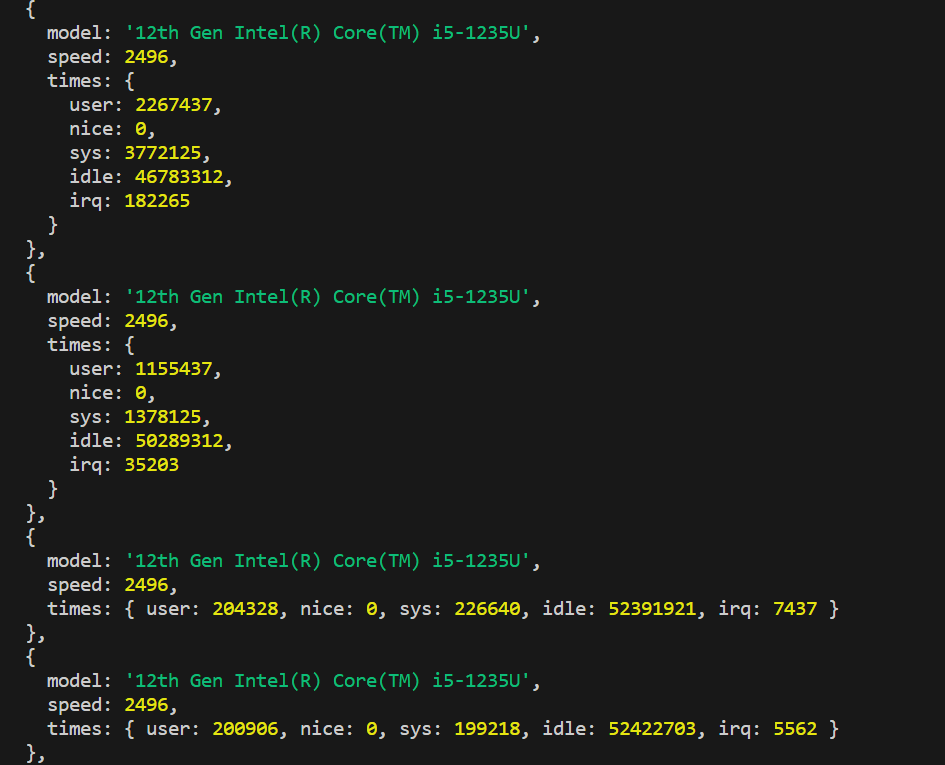 {
  model: '12th Gen Intel(R) Core(TM) i5-1235U',
  speed: 2496,
  times: {
    user: 2267437,
    nice: 0,
    sys: 3772125,
    idle: 46783312,
    irq: 182265
  }
},
{
  model: '12th Gen Intel(R) Core(TM) i5-1235U',
  speed: 2496,
  times: {
    user: 1155437,
    nice: 0,
    sys: 1378125,
    idle: 50289312,
    irq: 35203
  }
},
{
  model: '12th Gen Intel(R) Core(TM) i5-1235U',
  speed: 2496,
  times: { user: 204328, nice: 0, sys: 226640, idle: 52391921, irq: 7437 }
},
{
  model: '12th Gen Intel(R) Core(TM) i5-1235U',
  speed: 2496,
  times: { user: 200906, nice: 0, sys: 199218, idle: 52422703, irq: 5562 }
},